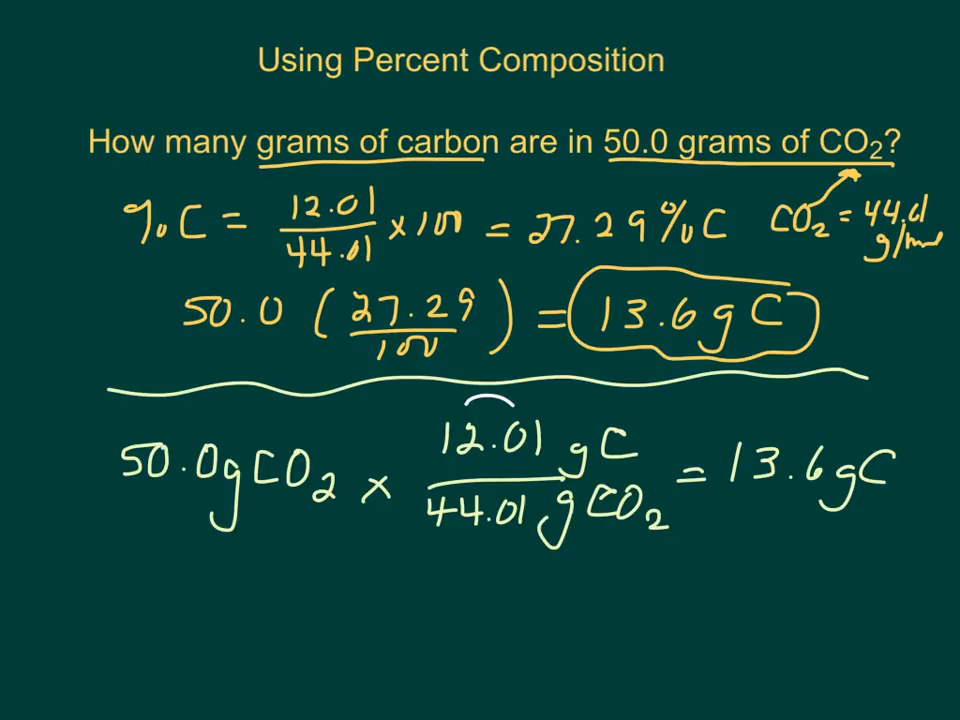 Using Percent Composition
How many grams of carbon are in 50.0 grams of CO₂?
%C = 12.01/44.01 x 100 = 27.29%C
CO₂ = 44.01 g/mol
50.0 (27.29/100) = 13.6 g C
50.0g CO₂ x 12.01 g C/44.01 g CO₂ = 13.6 g C